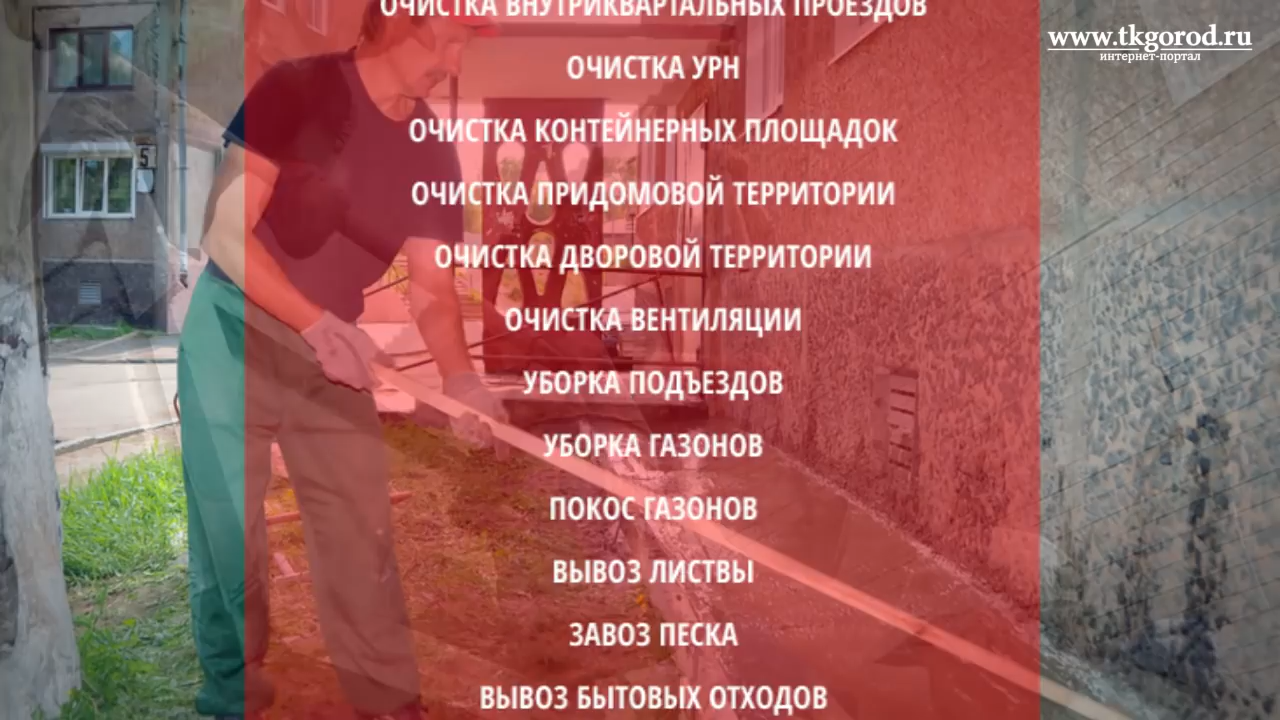 ОЧИСТКА ВНУТРИКВАРТАЛЬНЫХ ПРОЕЗДОВ
www.tkgorod.ru
интернет-портал
ОЧИСТКА УРН
ОЧИСТКА КОНТЕЙНЕРНЫХ ПЛОЩАДОК
ОЧИСТКА ПРИДОМОВОЙ ТЕРРИТОРИИ
5
ОЧИСТКА ДВОРОВОЙ ТЕРРИТОРИИ
ОЧИСТКА ВЕНТИЛЯЦИИ
УБОРКА ПОДЪЕЗДОВ
УБОРКА ГАЗОНОВ
ПОКОС ГАЗОНОВ
ВЫВОЗ ЛИСТВЫ
ЗАВОЗ ПЕСКА
ВЫВОЗ БЫТОВЫХ ОТХОДОВ